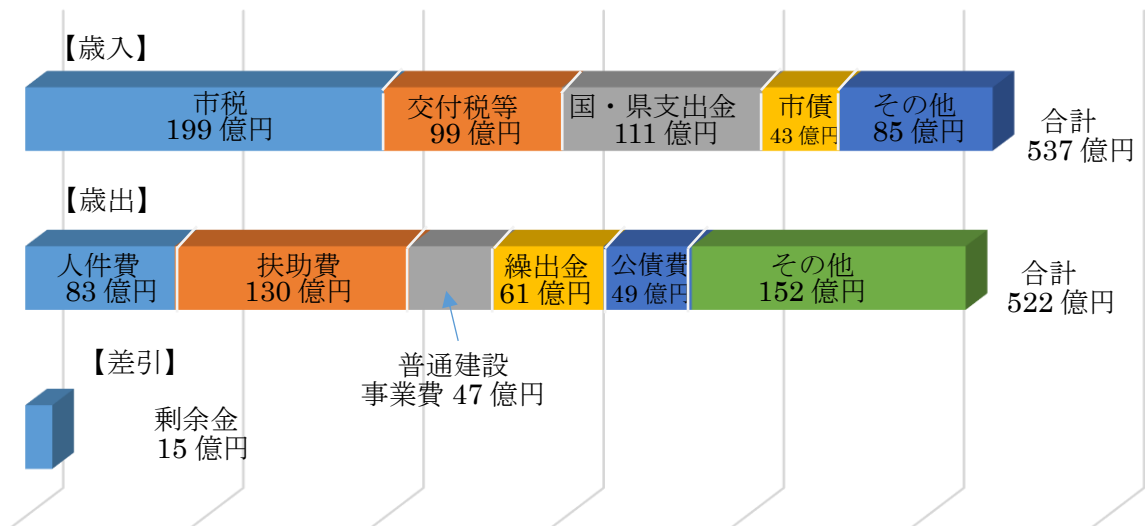 【歳入】
市税
199 億円
交付税等
99 億円
国・県支出金
111 億円
市債
43 億円
その他
85 億円
合計
537 億円
【歳出】
人件費
83 億円
扶助費
130 億円
普通建設
事業費 47 億円
繰出金
61 億円
公債費
49 億円
その他
152 億円
合計
522 億円
【差引】
剰余金
15 億円